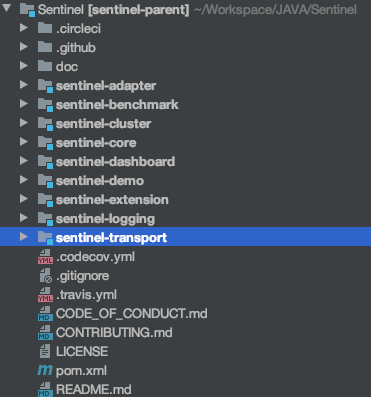 Sentinel [sentinel-parent] ~/Workspace/JAVA/Sentinel
.circleci
.github
doc
sentinel-adapter
sentinel-benchmark
sentinel-cluster
sentinel-core
sentinel-dashboard
sentinel-demo
sentinel-extension
sentinel-logging
sentinel-transport
YML .codecov.yml
.gitignore
YML .travis.yml
MD CODE_OF_CONDUCT.md
MD CONTRIBUTING.md
LICENSE
m pom.xml
MD README.md